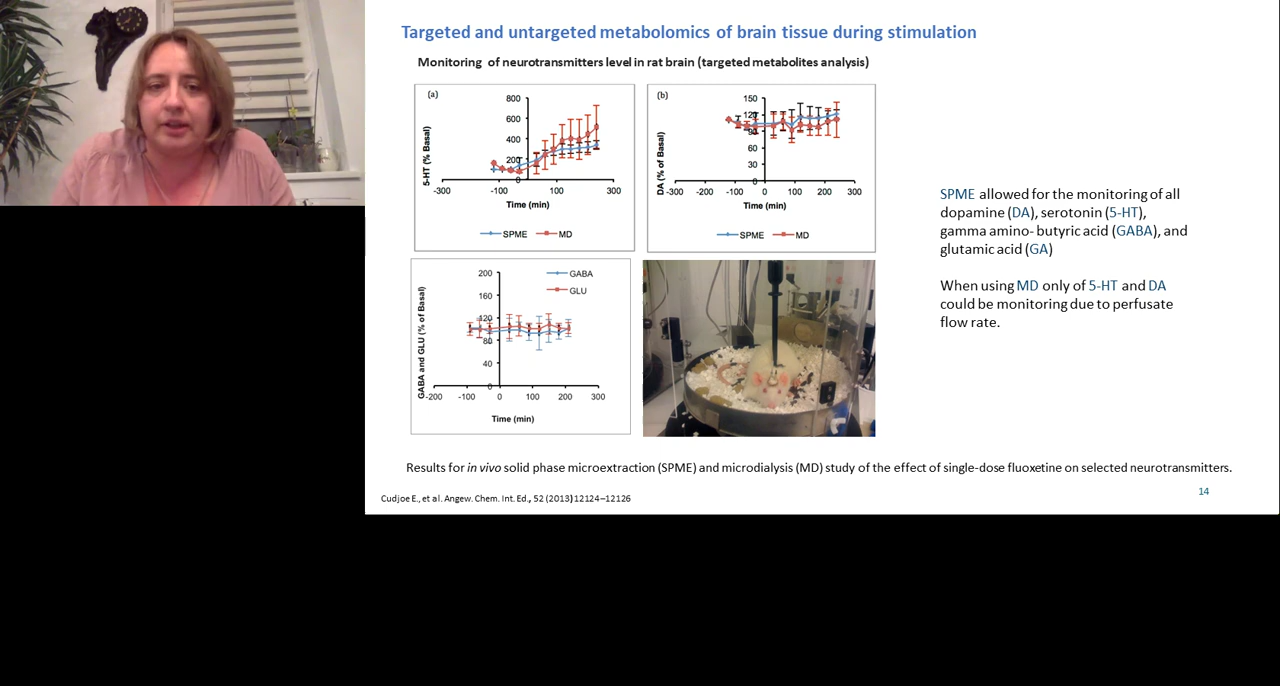 Targeted and untargeted metabolomics of brain tissue during stimulation
Monitoring of neurotransmitters level in rat brain (targeted metabolites analysis)
(a)
800
600
400
200
0
5-HT (% Basal)
-300
-100
100
300
Time (min)
SPME
MD
(b)
150
120
90
60
30
0
DA (% of Basal)
-300
-200
-100
0
100
200
300
Time (min)
SPME
MD
200
160
120
80
40
0
GABA and GLU (% of Basal)
GABA
GLU
-200
-100
0
100
200
300
Time (min)
SPME allowed for the monitoring of all
dopamine (DA), serotonin (5-HT),
gamma amino- butyric acid (GABA), and
glutamic acid (GA)
When using MD only of 5-HT and DA
could be monitoring due to perfusate
flow rate.
Results for in vivo solid phase microextraction (SPME) and microdialysis (MD) study of the effect of single-dose fluoxetine on selected neurotransmitters.
Cudjoe E., et al. Angew. Chem. Int. Ed., 52 (2013) 12124–12126
14